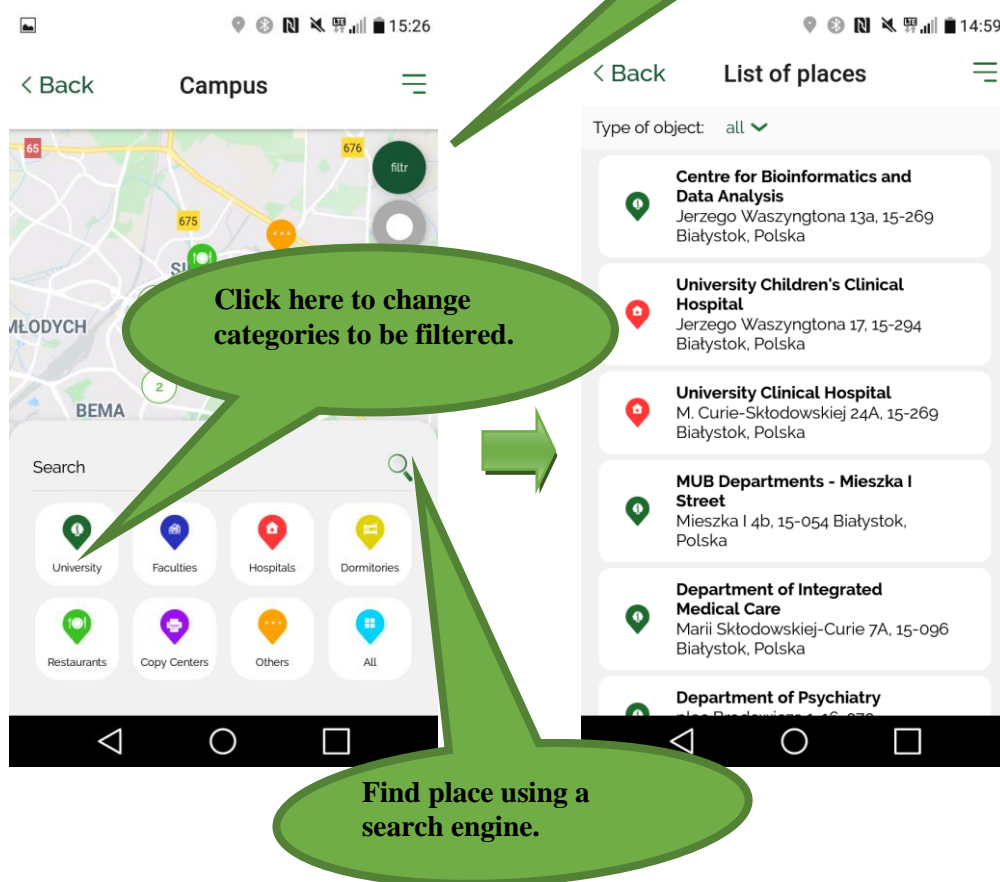 15:26
< Back Campus
65
676
filtr
675
MŁODYCH
2
BEMA
Click here to change
categories to be filtered.
Search
University Faculties Hospitals Dormitories
Restaurants Copy Centers Others All
Find place using a
search engine.
14:59
< Back List of places
Type of object: all
Centre for Bioinformatics and
Data Analysis
Jerzego Waszyngtona 13a, 15-269
Białystok, Polska
University Children's Clinical
Hospital
Jerzego Waszyngtona 17, 15-294
Białystok, Polska
University Clinical Hospital
M. Curie-Skłodowskiej 24A, 15-269
Białystok, Polska
MUB Departments - Mieszka I
Street
Mieszka I 4b, 15-054 Białystok,
Polska
Department of Integrated
Medical Care
Marii Skłodowskiej-Curie 7A, 15-096
Białystok, Polska
Department of Psychiatry